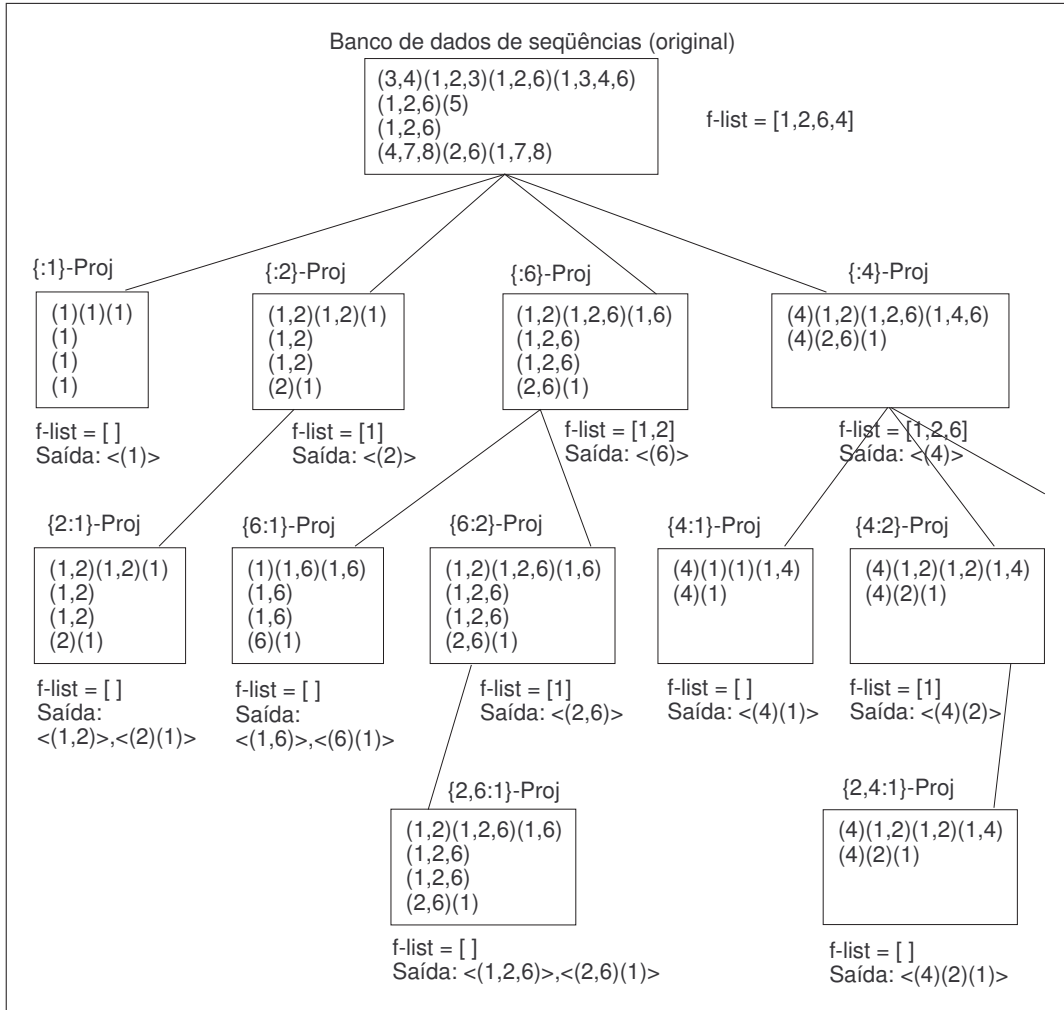 Banco de dados de seqüências (original)
(3,4)(1,2,3)(1,2,6)(1,3,4,6)
(1,2,6)(5)
(1,2,6)
(4,7,8)(2,6)(1,7,8)
f-list = [1,2,6,4]
{:1}-Proj
(1)(1)(1)
(1)
(1)
(1)
f-list = [ ]
Saída: <(1)>
{:2}-Proj
(1,2)(1,2)(1)
(1,2)
(1,2)
(2)(1)
f-list = [1]
Saída: <(2)>
{:6}-Proj
(1,2)(1,2,6)(1,6)
(1,2,6)
(1,2,6)
(2,6)(1)
f-list = [1,2]
Saída: <(6)>
{:4}-Proj
(4)(1,2)(1,2,6)(1,4,6)
(4)(2,6)(1)
f-list = [1,2,6]
Saída: <(4)>
{2:1}-Proj
(1,2)(1,2)(1)
(1,2)
(1,2)
(2)(1)
f-list = [ ]
Saída:
<(1,2)>,<(2)(1)>
{6:1}-Proj
(1)(1,6)(1,6)
(1,6)
(1,6)
(6)(1)
f-list = [ ]
Saída:
<(1,6)>,<(6)(1)>
{6:2}-Proj
(1,2)(1,2,6)(1,6)
(1,2,6)
(1,2,6)
(2,6)(1)
f-list = [1]
Saída: <(2,6)>
{4:1}-Proj
(4)(1)(1)(1,4)
(4)(1)
f-list = [ ]
Saída: <(4)(1)>
{4:2}-Proj
(4)(1,2)(1,2)(1,4)
(4)(2)(1)
f-list = [1]
Saída: <(4)(2)>
{2,6:1}-Proj
(1,2)(1,2,6)(1,6)
(1,2,6)
(1,2,6)
(2,6)(1)
f-list = [ ]
Saída: <(1,2,6)>,<(2,6)(1)>
{2,4:1}-Proj
(4)(1,2)(1,2)(1,4)
(4)(2)(1)
f-list = [ ]
Saída: <(4)(2)(1)>